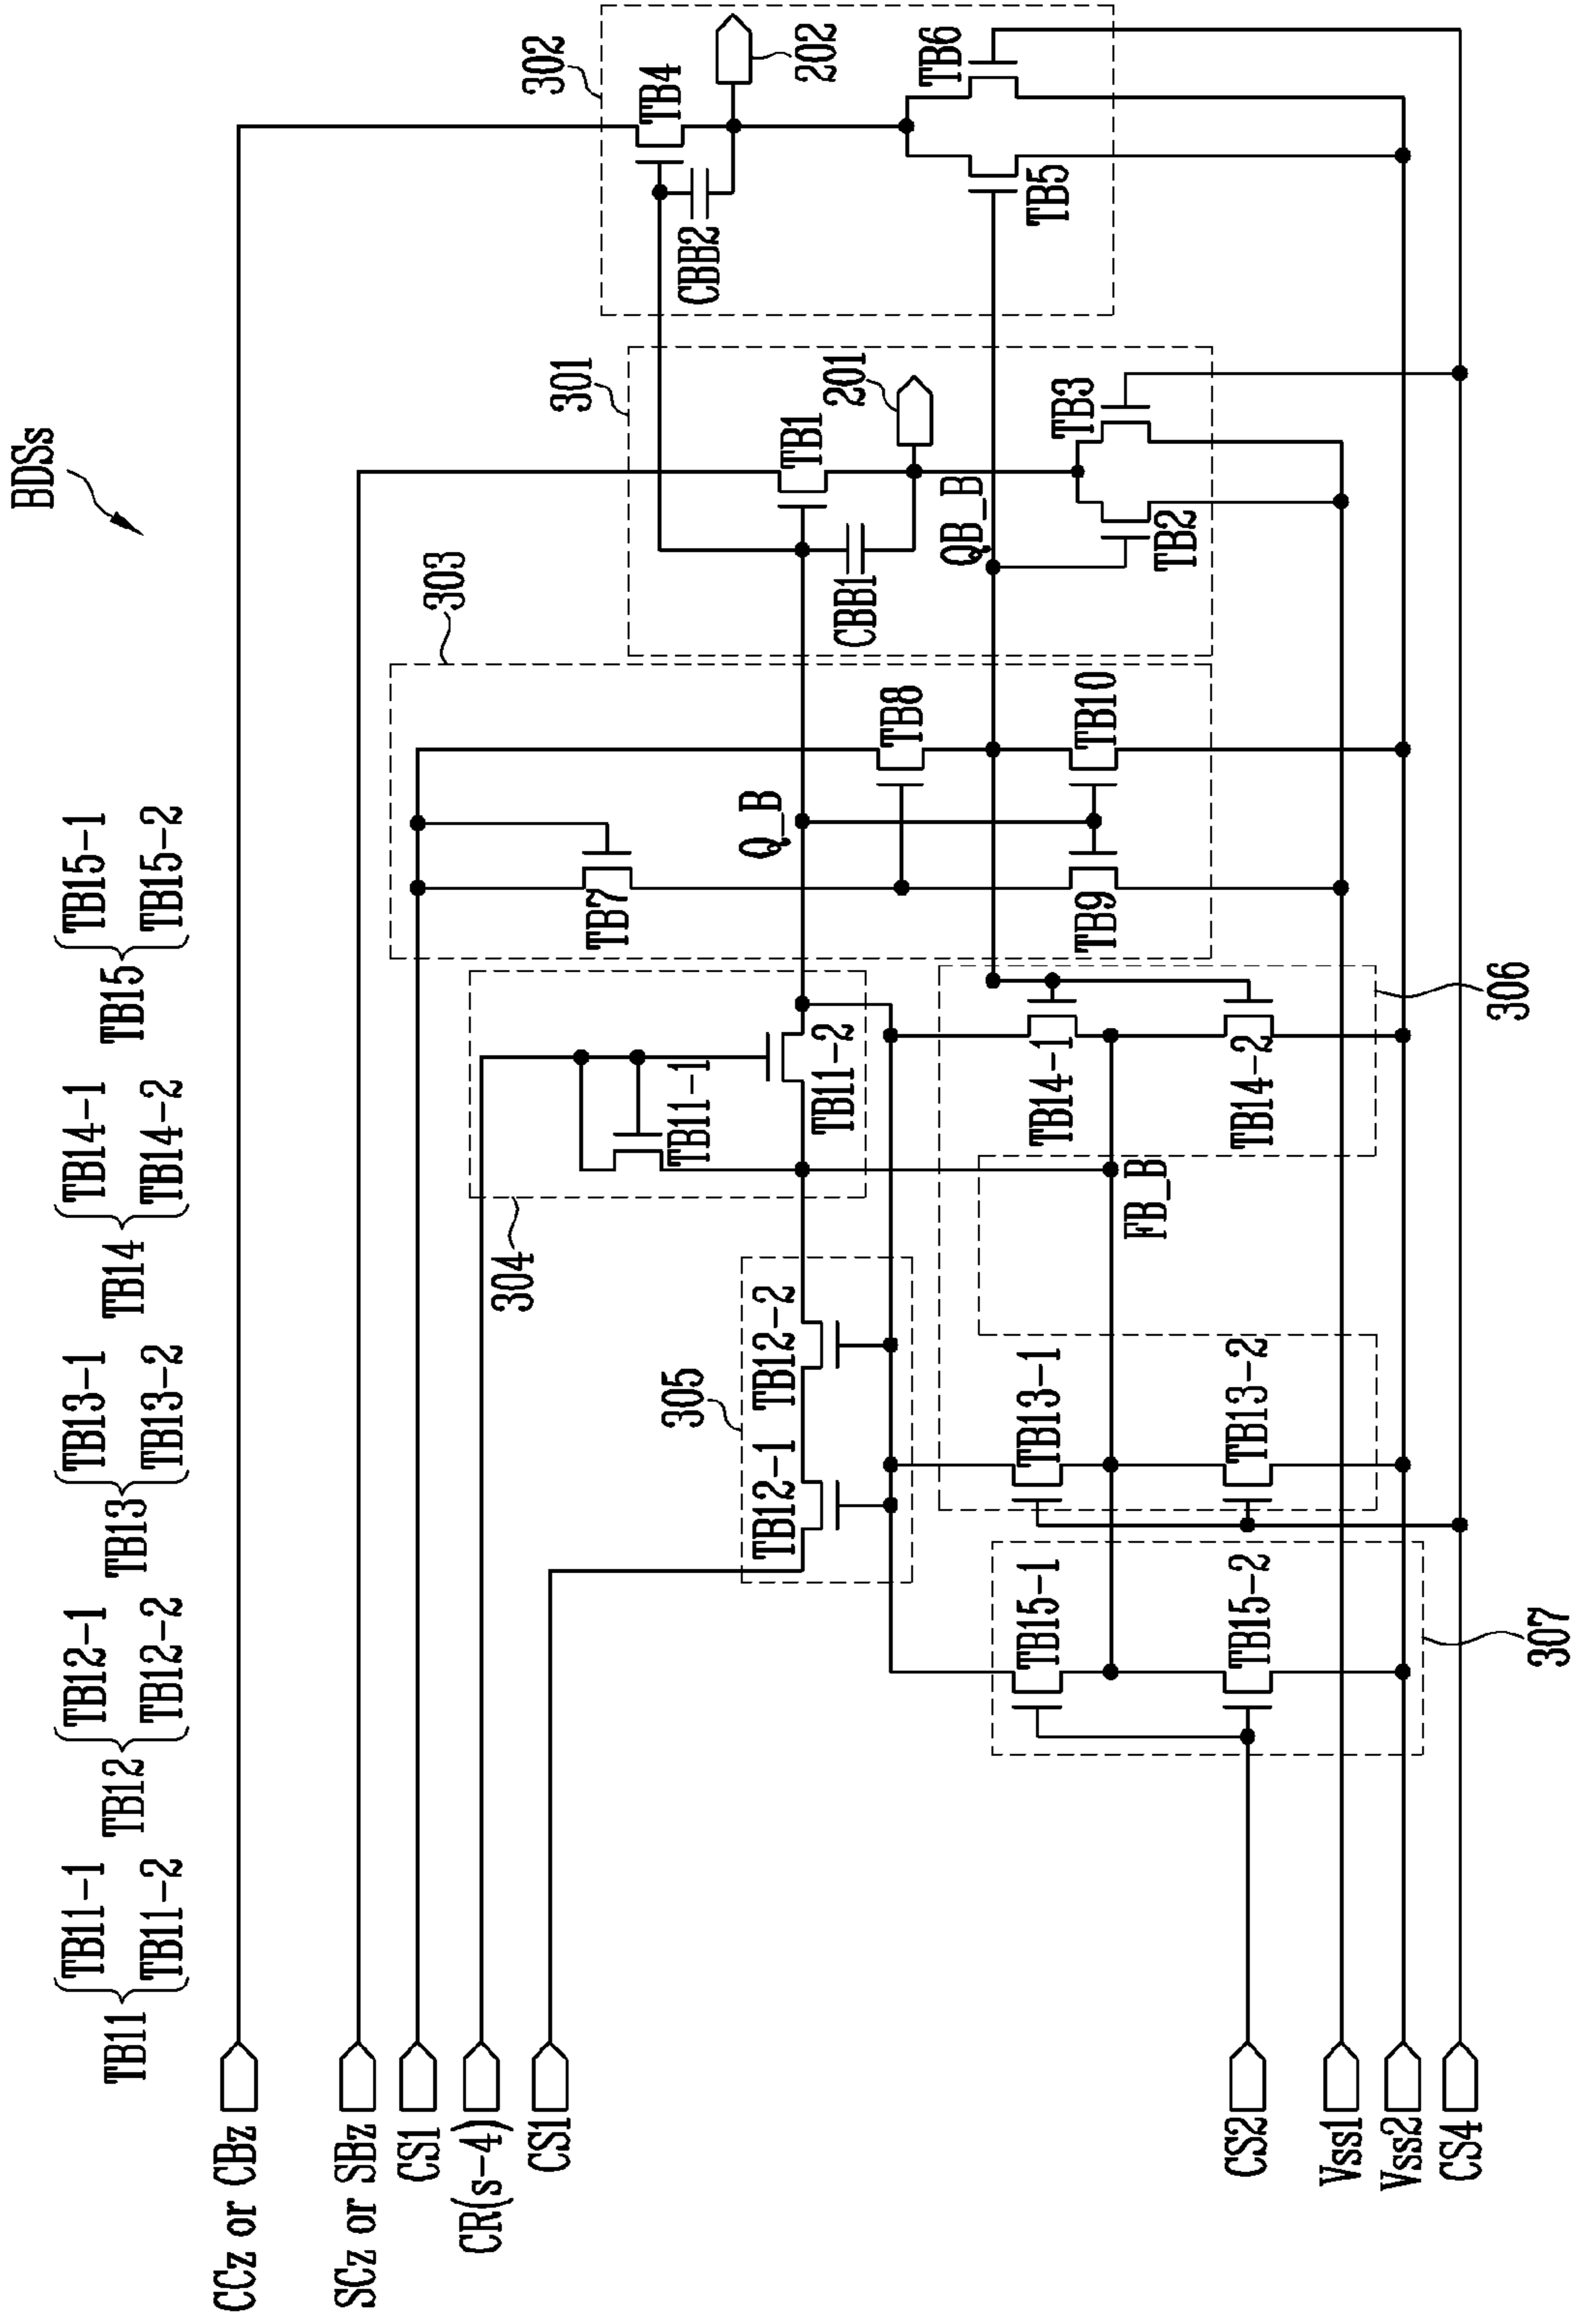 BDSs
TB11
TB11-1
TB11-2
TB12
TB12-1
TB12-2
TB13
TB13-1
TB13-2
TB14
TB14-1
TB14-2
TB15
TB15-1
TB15-2
CCz or CBz
SCz or SBz
CS1
CR(s-4)
CS1
CS2
Vss1
Vss2
CS4
302
TB4
202
CBB2
TB6
TB5
301
TB1
201
CBB1
QB_B
TB3
TB2
303
Q_B
TB7
TB8
TB9
TB10
304
TB11-1
TB11-2
305
TB12-1
TB12-2
306
TB14-1
TB14-2
FB_B
TB13-1
TB13-2
307
TB15-1
TB15-2